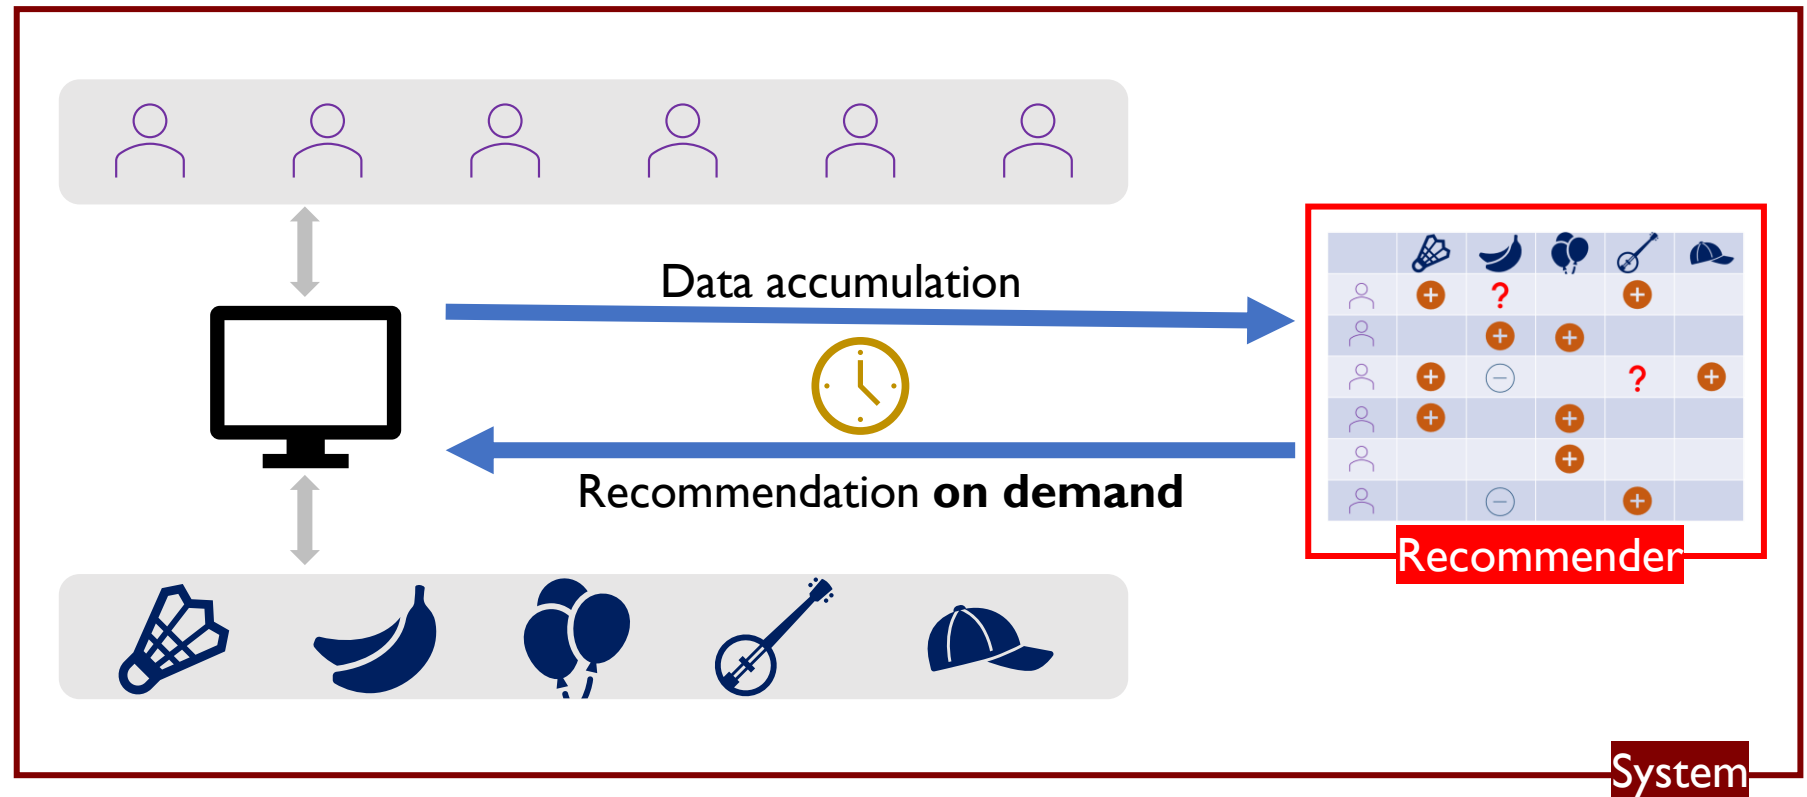 Data accumulation
?
?
Recommendation on demand
Recommender
System